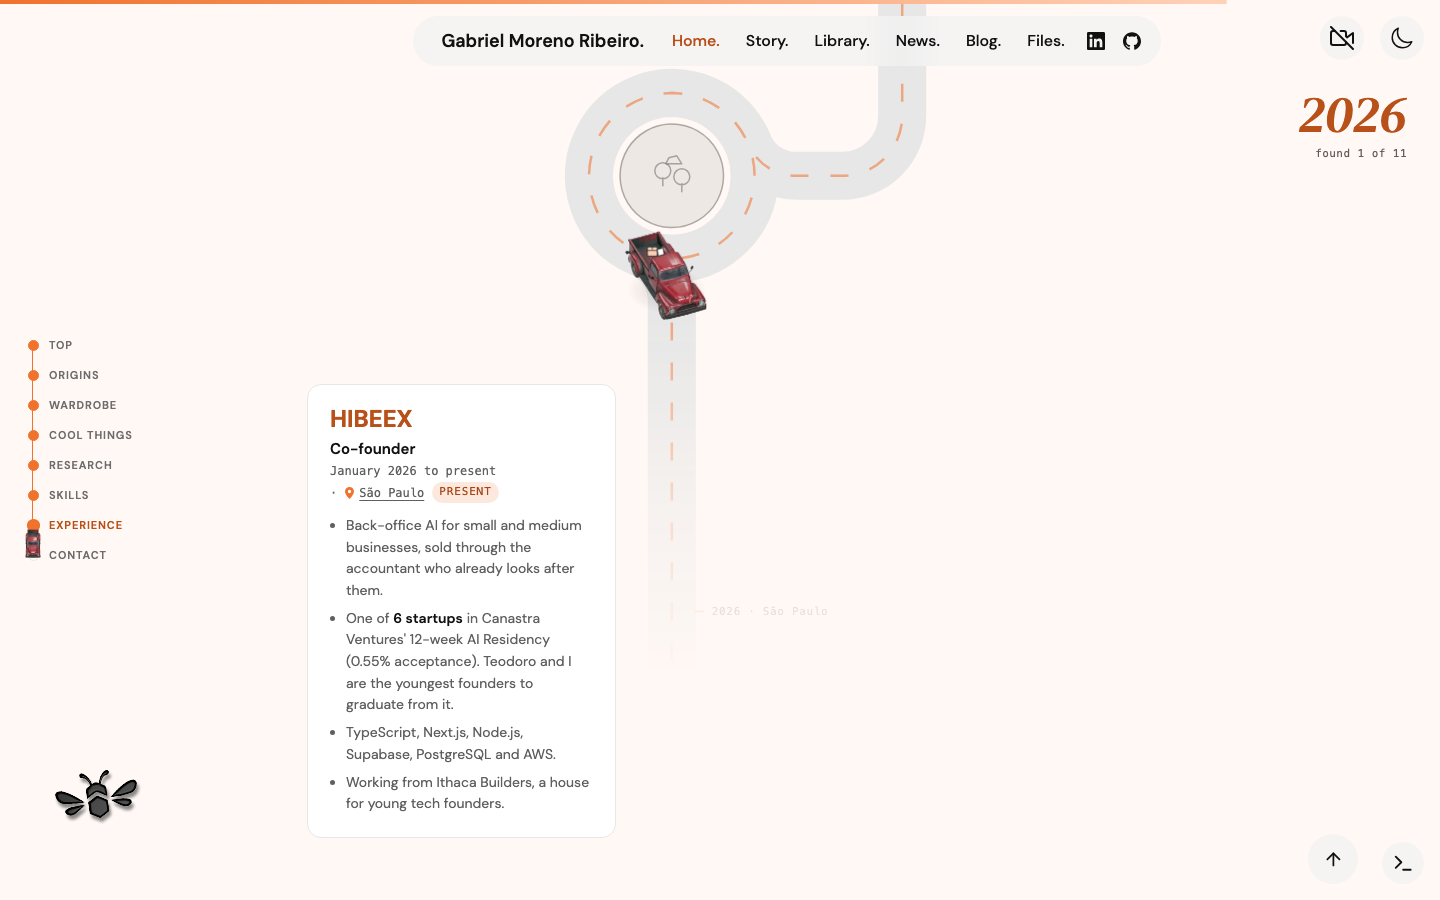 Gabriel Moreno Ribeiro. Home. Story. Library. News. Blog. Files.
2026
found 1 of 11
TOP
ORIGINS
WARDROBE
COOL THINGS
RESEARCH
SKILLS
EXPERIENCE
CONTACT
HIBEEX
Co-founder
January 2026 to present
· São Paulo PRESENT
• Back-office AI for small and medium
businesses, sold through the
accountant who already looks after
them.
• One of 6 startups in Canastra
Ventures' 12-week AI Residency
(0.55% acceptance). Teodoro and I
are the youngest founders to
graduate from it.
• TypeScript, Next.js, Node.js,
Supabase, PostgreSQL and AWS.
• Working from Ithaca Builders, a house
for young tech founders.
2026 · São Paulo